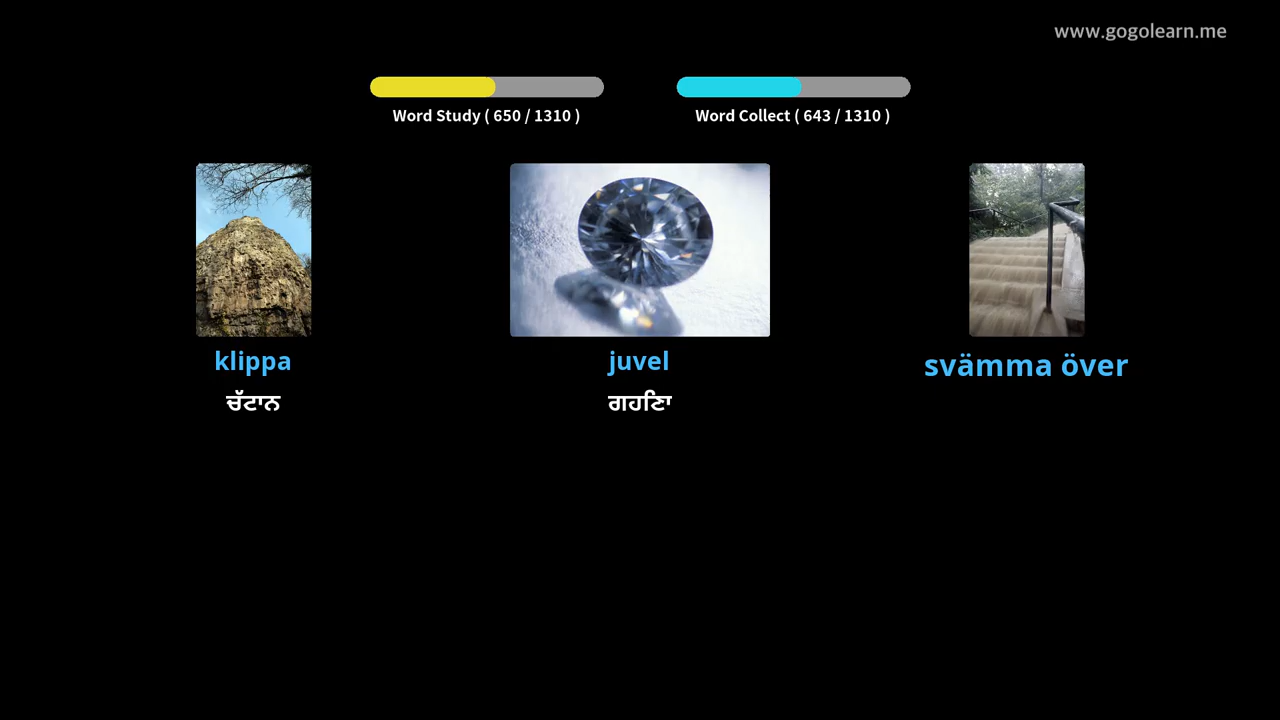 www.gogolearn.me
Word Study ( 650 / 1310 )
Word Collect ( 643 / 1310 )
klippa
juvel
svämma över
ਚੱਟਾਨ
ਗਹਣਿਾ